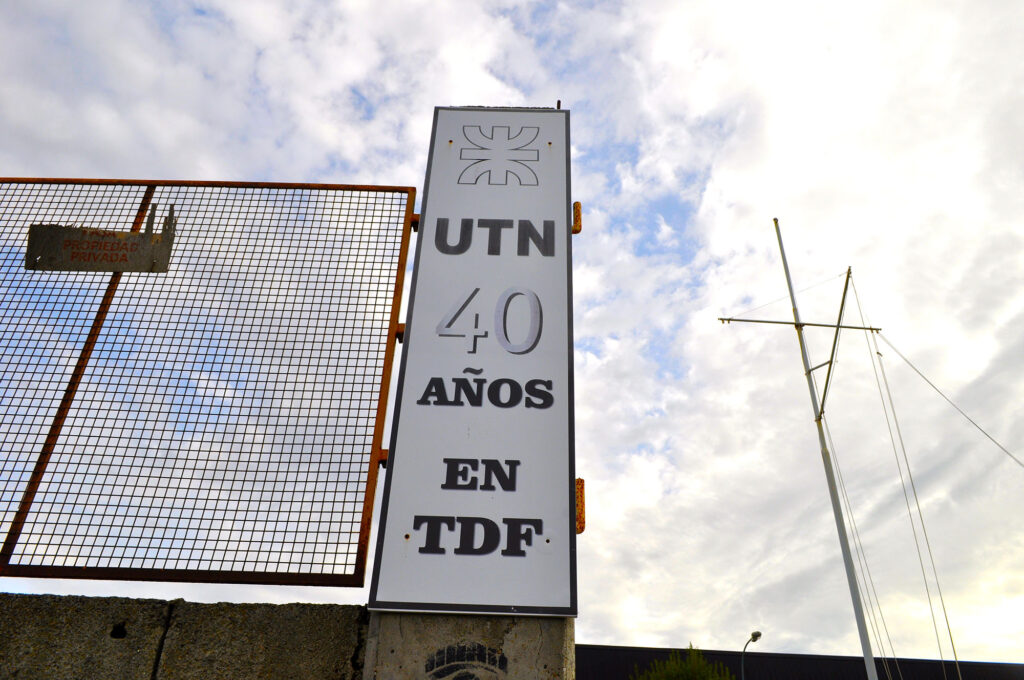 PROPIEDAD
PRIVADA
UTN
40
AÑOS
EN
TDF